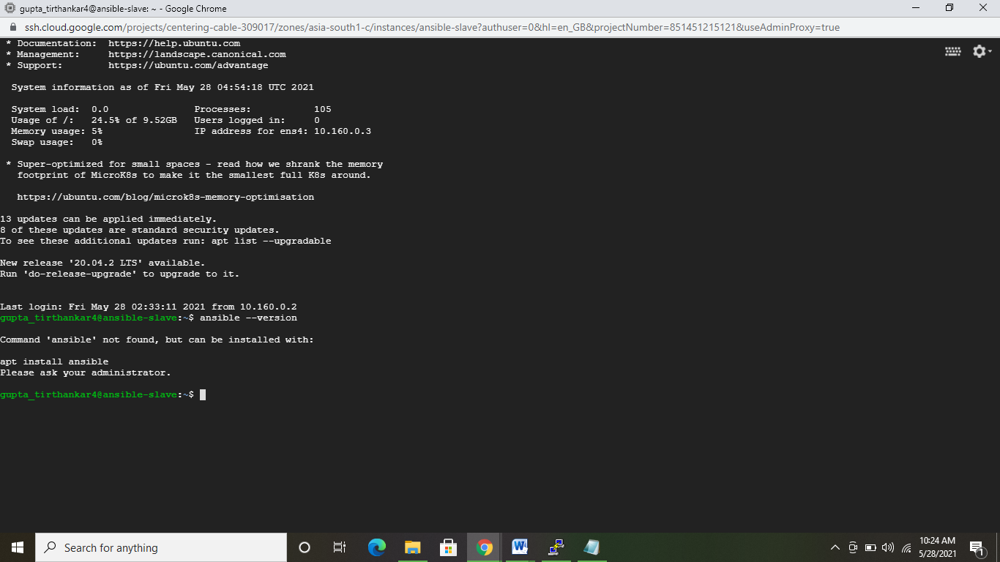 gupta_tirthankar4@ansible-slave: ~ - Google Chrome
ssh.cloud.google.com/projects/centering-cable-309017/zones/asia-south1-c/instances/ansible-slave?authuser=0&hl=en_GB&projectNumber=851451215121&useAdminProxy=true
* Documentation:  https://help.ubuntu.com
* Management:     https://landscape.canonical.com
* Support:        https://ubuntu.com/advantage
System information as of Fri May 28 04:54:18 UTC 2021
System load:  0.0               Processes:           105
Usage of /:   24.5% of 9.52GB   Users logged in:     0
Memory usage: 5%                IP address for ens4: 10.160.0.3
Swap usage:   0%
* Super-optimized for small spaces - read how we shrank the memory
footprint of MicroK8s to make it the smallest full K8s around.
https://ubuntu.com/blog/microk8s-memory-optimisation
13 updates can be applied immediately.
8 of these updates are standard security updates.
To see these additional updates run: apt list --upgradable
New release '20.04.2 LTS' available.
Run 'do-release-upgrade' to upgrade to it.
Last login: Fri May 28 02:33:11 2021 from 10.160.0.2
gupta_tirthankar4@ansible-slave:~$ ansible --version
Command 'ansible' not found, but can be installed with:
apt install ansible
Please ask your administrator.
gupta_tirthankar4@ansible-slave:~$
Search for anything
10:24 AM
5/28/2021
1